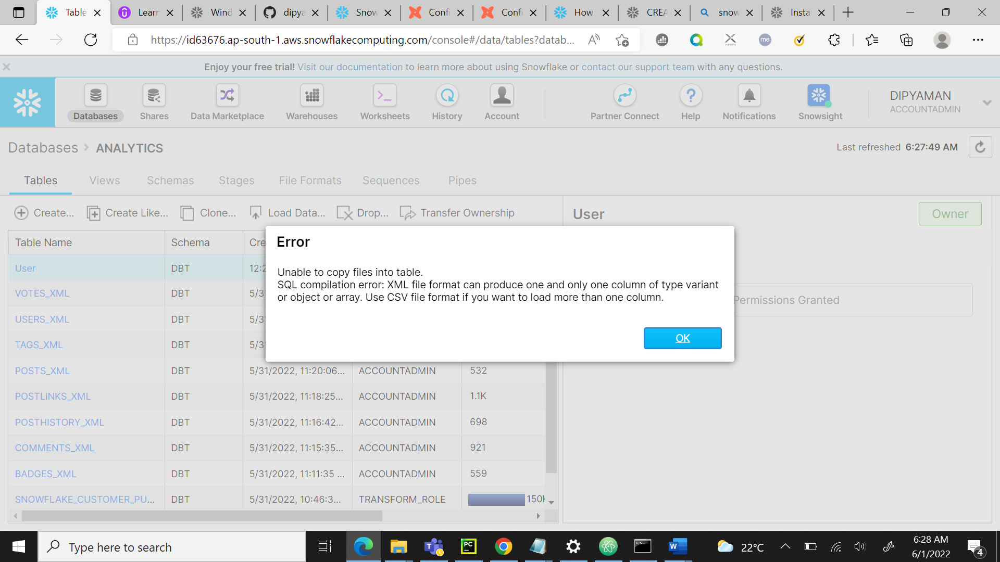 Table
Learn
Wind
dipya
Snow
Confi
Confi
How
CREA
snow
Insta
https://id63676.ap-south-1.aws.snowflakecomputing.com/console#/data/tables?datab...
Enjoy your free trial! Visit our documentation to learn more about using Snowflake or contact our support team with any questions.
Databases
Shares
Data Marketplace
Warehouses
Worksheets
History
Account
Partner Connect
Help
Notifications
Snowsight
DIPYAMAN
ACCOUNTADMIN
Databases > ANALYTICS
Last refreshed 6:27:49 AM
Tables
Views
Schemas
Stages
File Formats
Sequences
Pipes
Create...
Create Like...
Clone...
Load Data...
Drop...
Transfer Ownership
User
Owner
Table Name Schema Cre
User DBT 12:2
VOTES_XML DBT 5/3
USERS_XML DBT 5/3
TAGS_XML DBT 5/3
POSTS_XML DBT 5/31/2022, 11:20:06... ACCOUNTADMIN 532
POSTLINKS_XML DBT 5/31/2022, 11:18:25... ACCOUNTADMIN 1.1K
POSTHISTORY_XML DBT 5/31/2022, 11:16:42... ACCOUNTADMIN 698
COMMENTS_XML DBT 5/31/2022, 11:15:35... ACCOUNTADMIN 921
BADGES_XML DBT 5/31/2022, 11:11:35 ... ACCOUNTADMIN 559
SNOWFLAKE_CUSTOMER_PU... DBT 5/31/2022, 10:46:3... TRANSFORM_ROLE 150K
Error
Unable to copy files into table.
SQL compilation error: XML file format can produce one and only one column of type variant
or object or array. Use CSV file format if you want to load more than one column.
OK
Permissions Granted
Type here to search
22°C
6:28 AM
6/1/2022
4